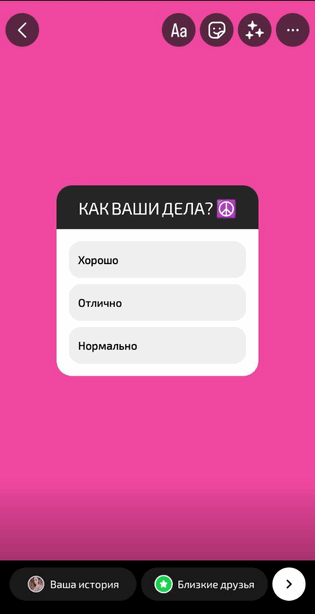 Aa
КАК ВАШИ ДЕЛА? ☮️
Хорошо
Отлично
Нормально
Ваша история
Близкие друзья